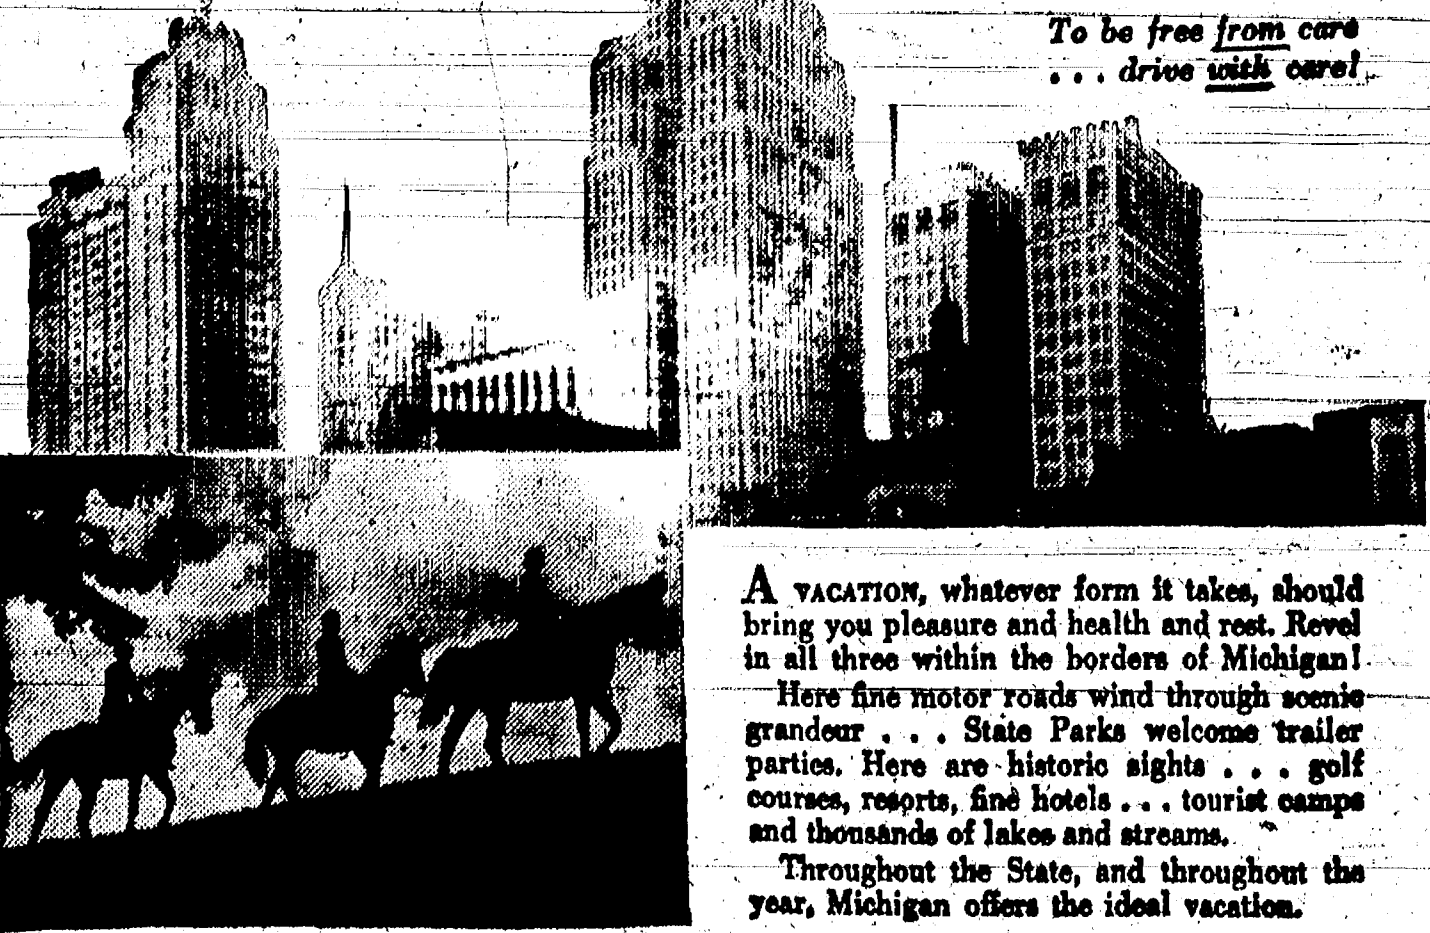 To be free from care
. . . drive with care!
A VACATION, whatever form it takes, should
bring you pleasure and health and rest. Revel
in all three within the borders of Michigan!
Here fine motor roads wind through scenic
grandeur . . . State Parks welcome trailer
parties. Here are historic sights . . . golf
courses, resorts, fine hotels . . . tourist camps
and thousands of lakes and streams.
Throughout the State, and throughout the
year, Michigan offers the ideal vacation.